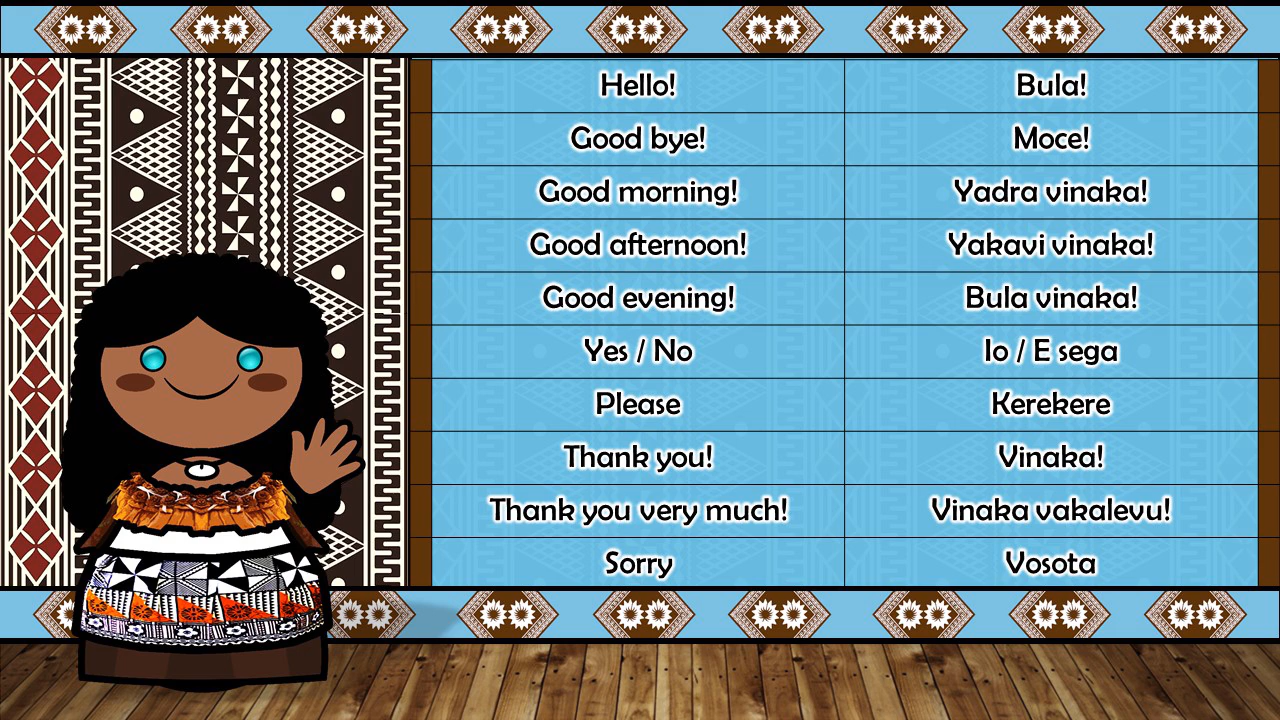 Hello! Bula!
Good bye! Moce!
Good morning! Yadra vinaka!
Good afternoon! Yakavi vinaka!
Good evening! Bula vinaka!
Yes / No Io / E sega
Please Kerekere
Thank you! Vinaka!
Thank you very much! Vinaka vakalevu!
Sorry Vosota